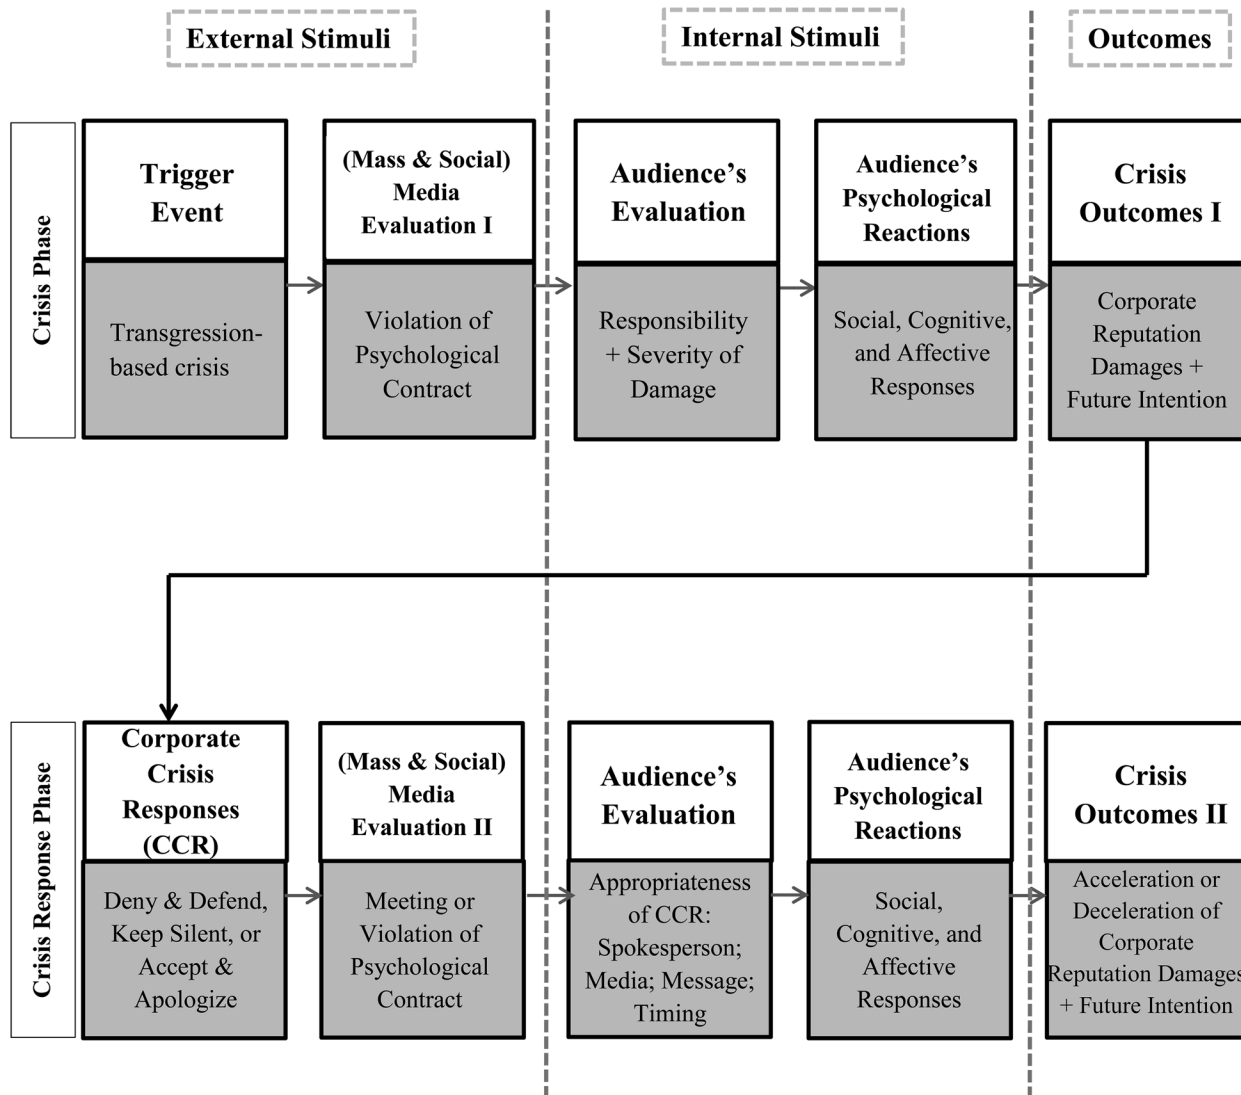 External Stimuli
Internal Stimuli
Outcomes
Crisis Phase
Trigger
Event
Transgression-
based crisis
(Mass & Social)
Media
Evaluation I
Violation of
Psychological
Contract
Audience’s
Evaluation
Responsibility
+ Severity of
Damage
Audience’s
Psychological
Reactions
Social, Cognitive,
and Affective
Responses
Crisis
Outcomes I
Corporate
Reputation
Damages +
Future Intention
Crisis Response Phase
Corporate
Crisis
Responses
(CCR)
Deny & Defend,
Keep Silent, or
Accept &
Apologize
(Mass & Social)
Media
Evaluation II
Meeting or
Violation of
Psychological
Contract
Audience’s
Evaluation
Appropriateness
of CCR:
Spokesperson;
Media; Message;
Timing
Audience’s
Psychological
Reactions
Social,
Cognitive, and
Affective
Responses
Crisis
Outcomes II
Acceleration or
Deceleration of
Corporate
Reputation Damages
+ Future Intention